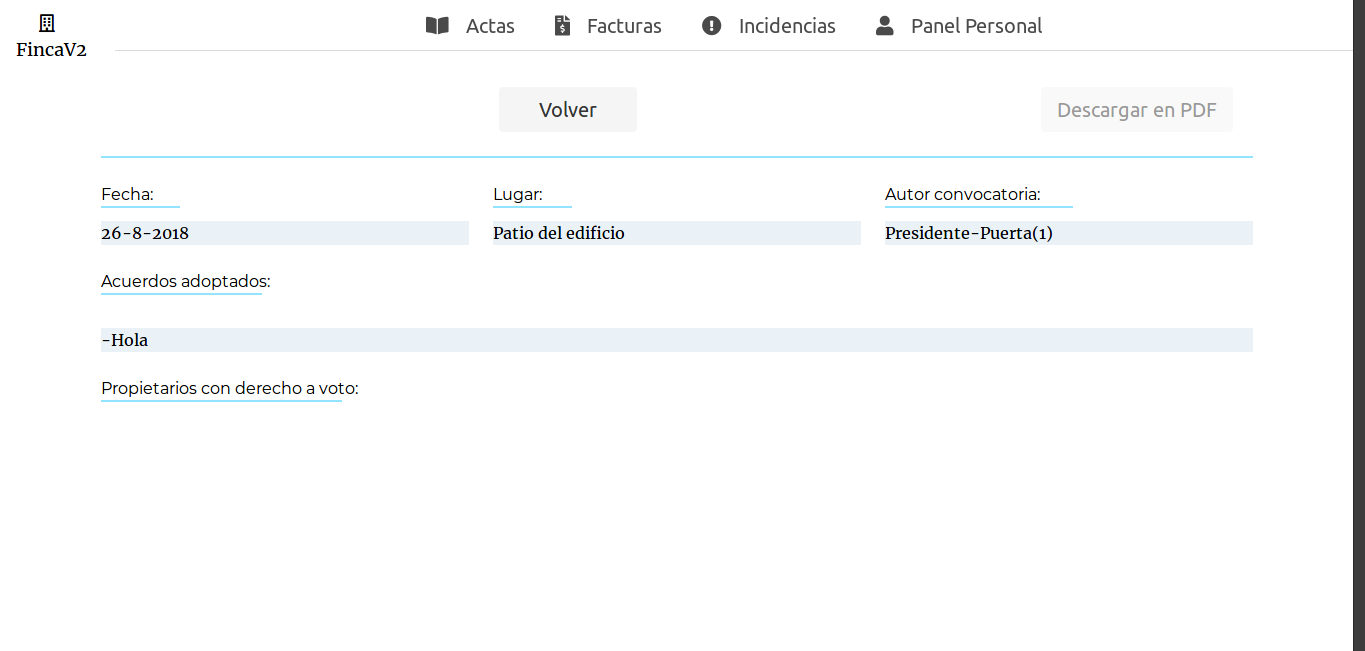 FincaV2
Actas Facturas Incidencias Panel Personal
Volver Descargar en PDF
Fecha: Lugar: Autor convocatoria:
26-8-2018 Patio del edificio Presidente-Puerta(1)
Acuerdos adoptados:
-Hola
Propietarios con derecho a voto: